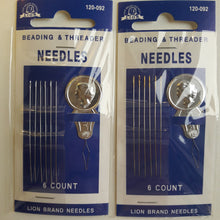 120-092
BEADING & THREADER
NEEDLES
6 COUNT
LION BRAND NEEDLES
120-092
BEADING & THREADER
NEEDLES
6 COUNT
LION BRAND NEEDLES